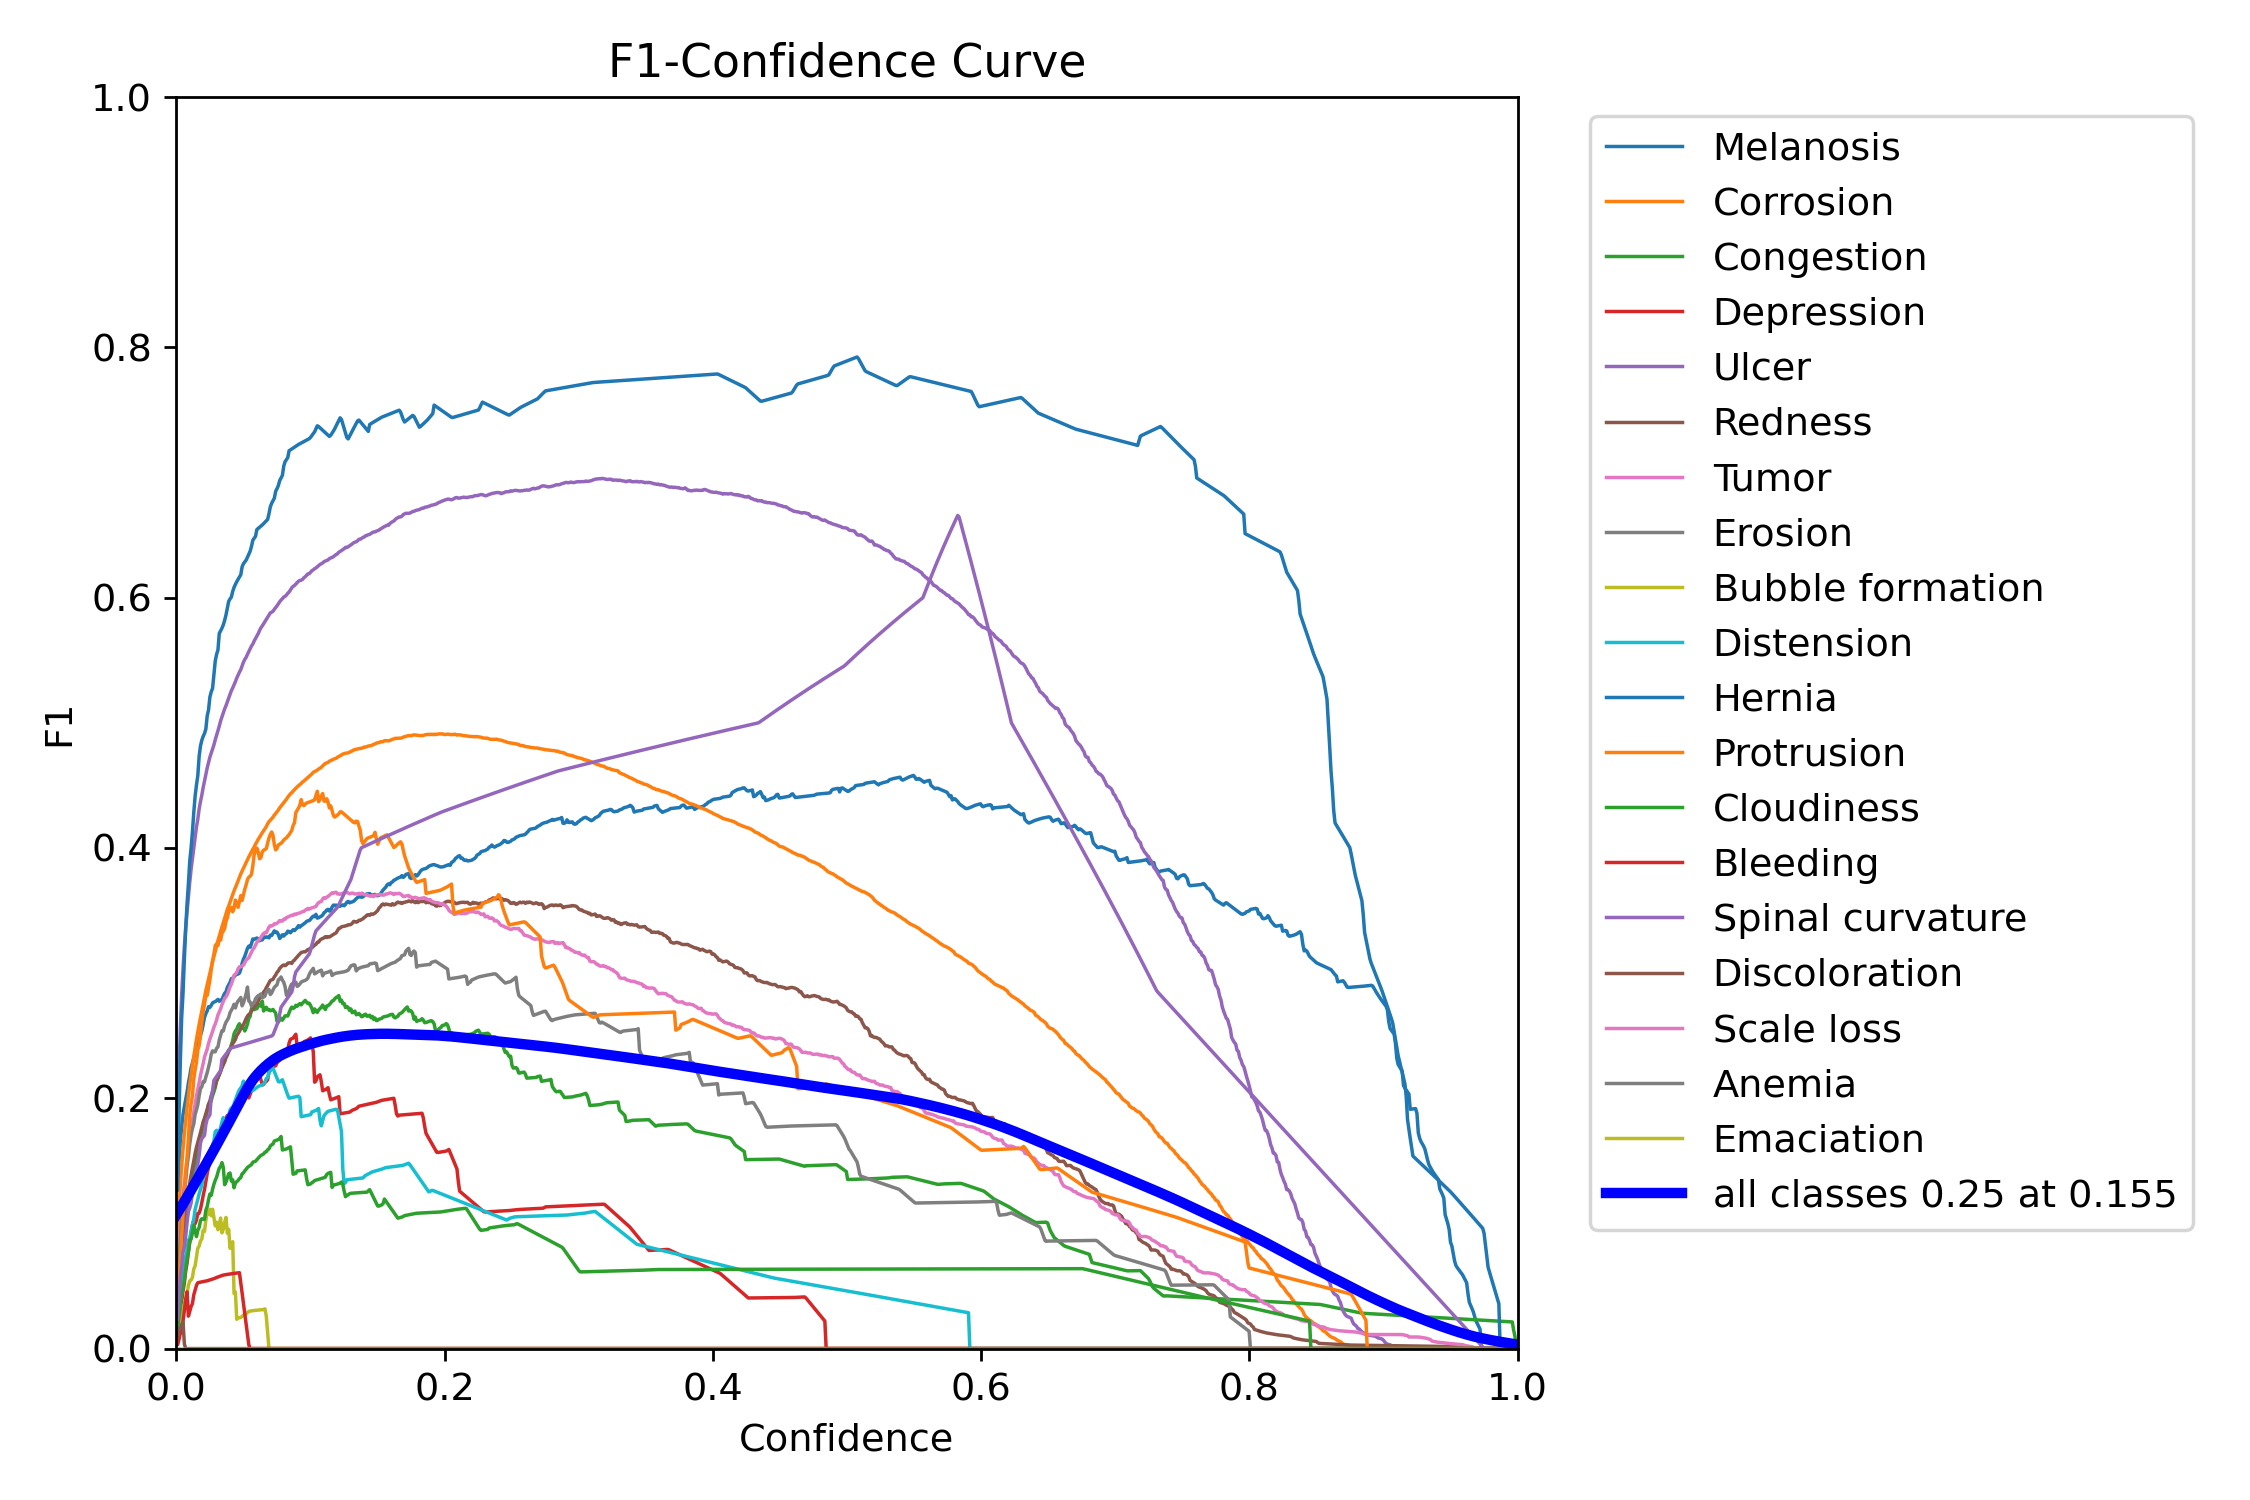 F1-Confidence Curve
1.0
0.8
0.6
0.4
0.2
0.0
F1
0.0 0.2 0.4 0.6 0.8 1.0
Confidence
Melanosis
Corrosion
Congestion
Depression
Ulcer
Redness
Tumor
Erosion
Bubble formation
Distension
Hernia
Protrusion
Cloudiness
Bleeding
Spinal curvature
Discoloration
Scale loss
Anemia
Emaciation
all classes 0.25 at 0.155